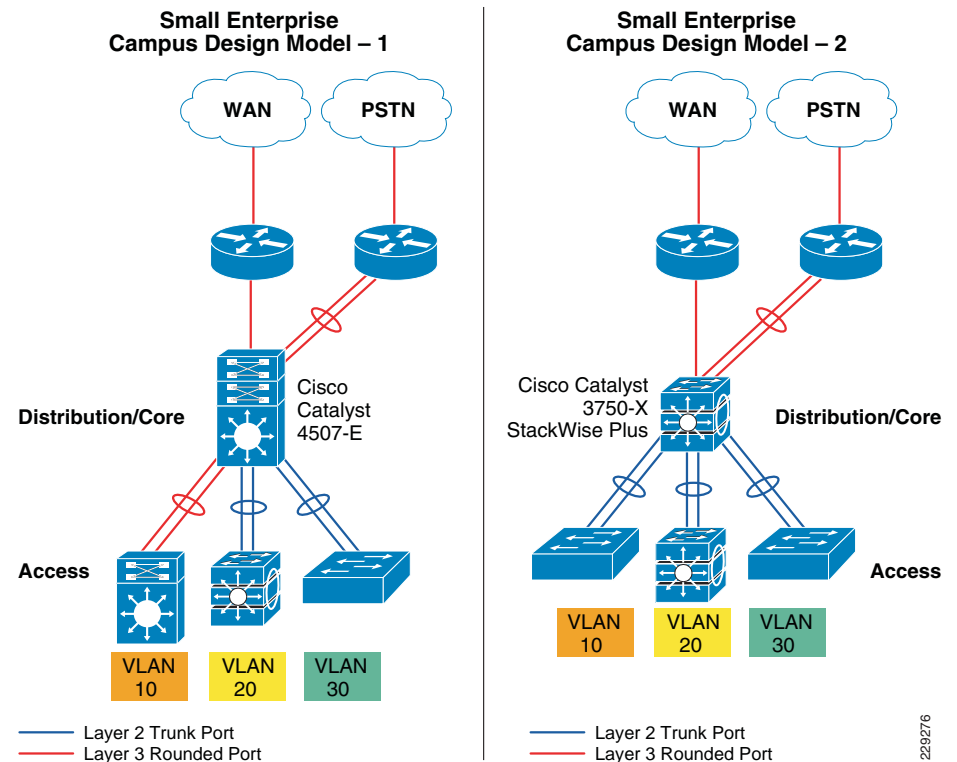 Small Enterprise
Campus Design Model – 1
WAN
PSTN
Cisco
Catalyst
4507-E
Distribution/Core
Access
VLAN
10
VLAN
20
VLAN
30
Layer 2 Trunk Port
Layer 3 Rounded Port
Small Enterprise
Campus Design Model – 2
WAN
PSTN
Cisco Catalyst
3750-X
StackWise Plus
Distribution/Core
Access
VLAN
10
VLAN
20
VLAN
30
Layer 2 Trunk Port
Layer 3 Rounded Port
229276